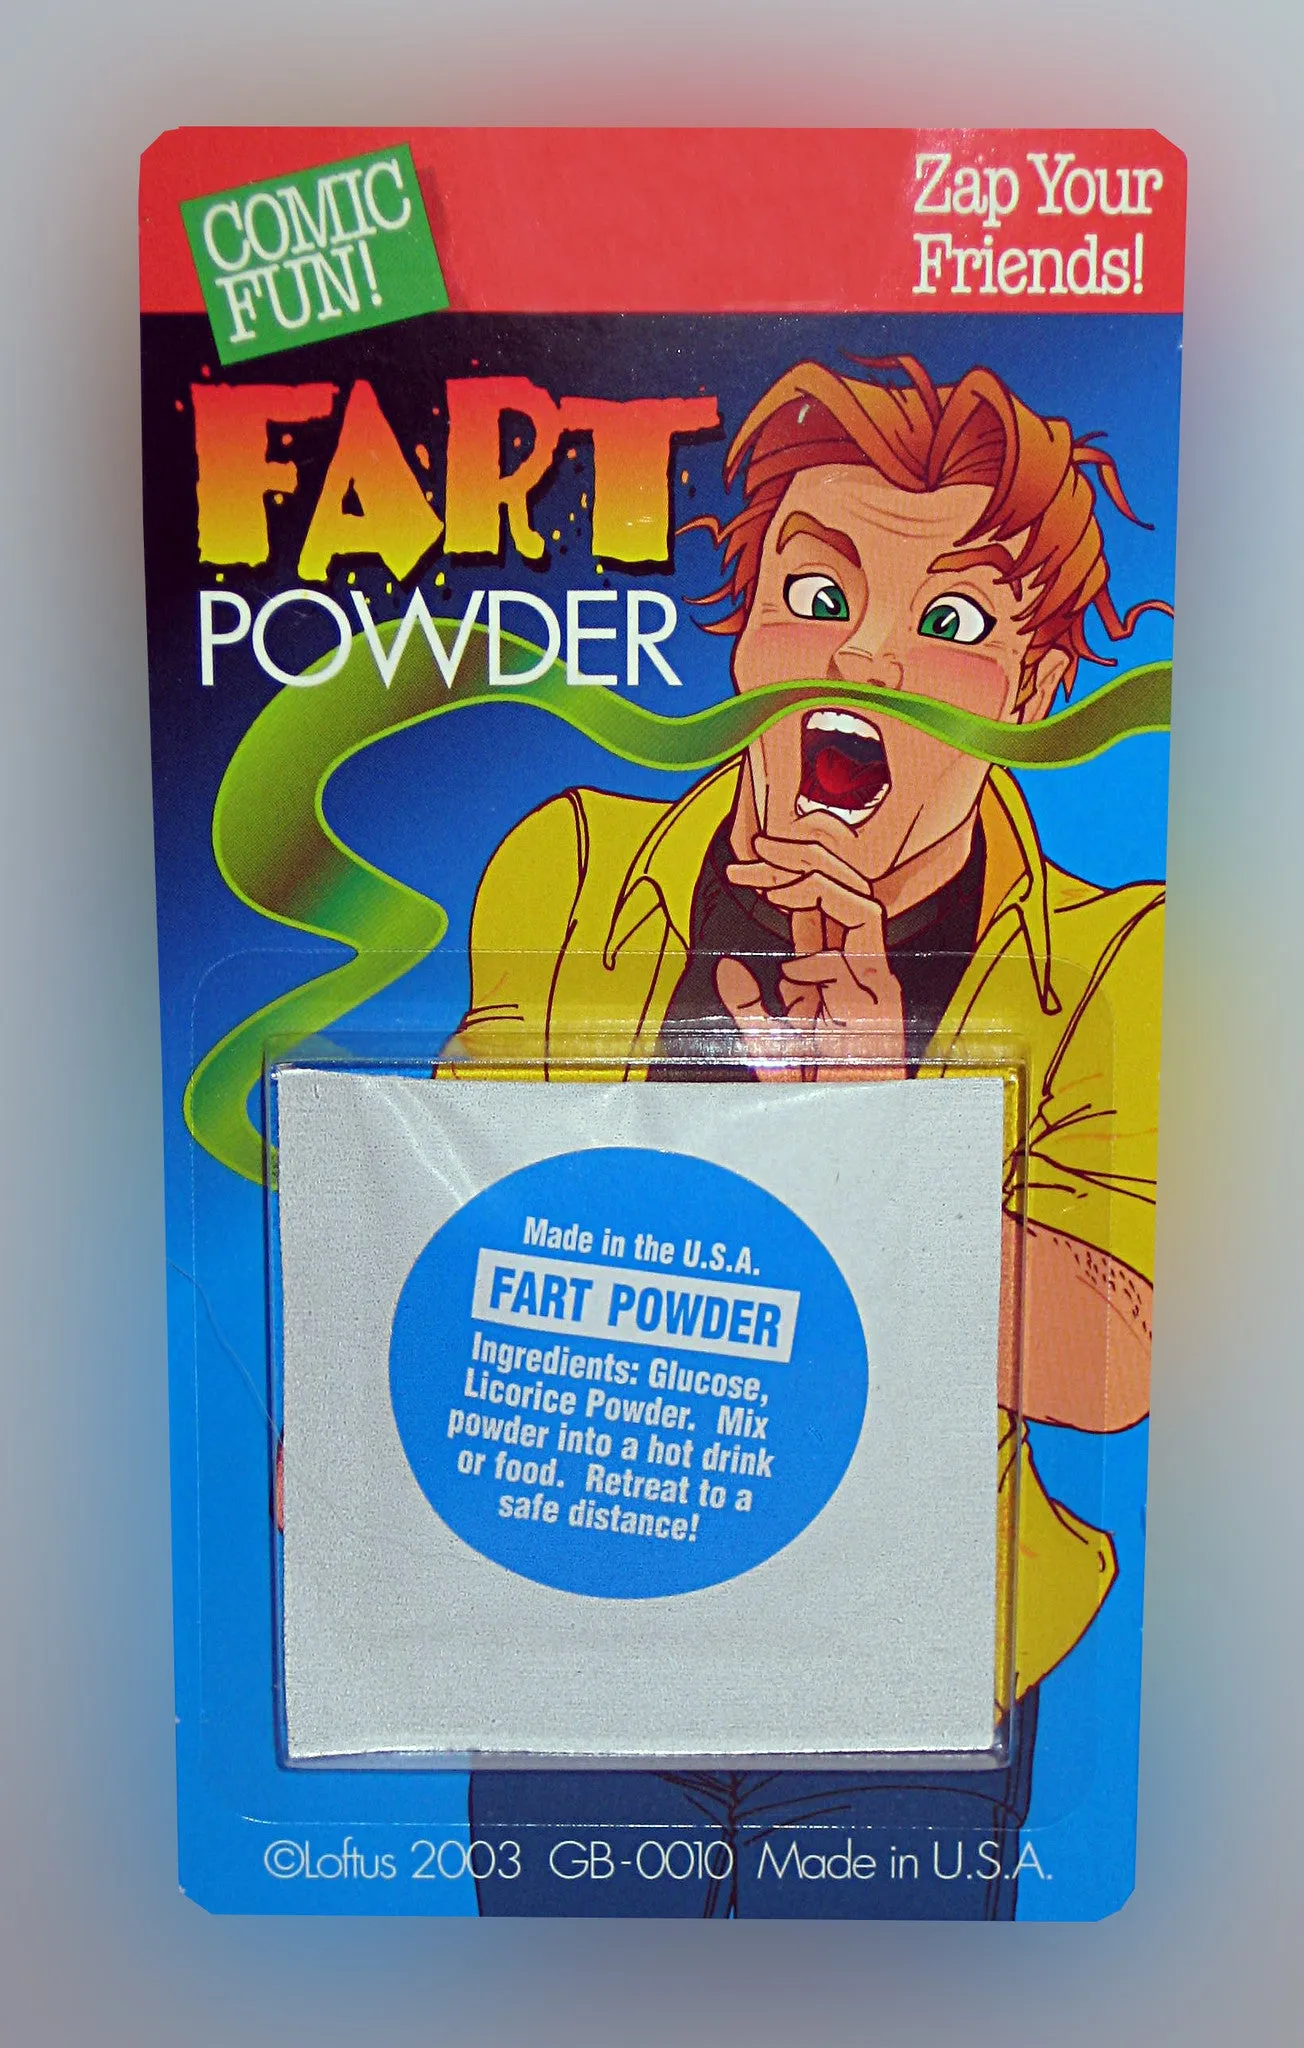 COMIC
FUN!
Zap Your
Friends!
FART
POWDER
Made in the U.S.A.
FART POWDER
Ingredients: Glucose,
Licorice Powder. Mix
powder into a hot drink
or food. Retreat to a
safe distance!
©Loftus 2003 GB-0010 Made in U.S.A.